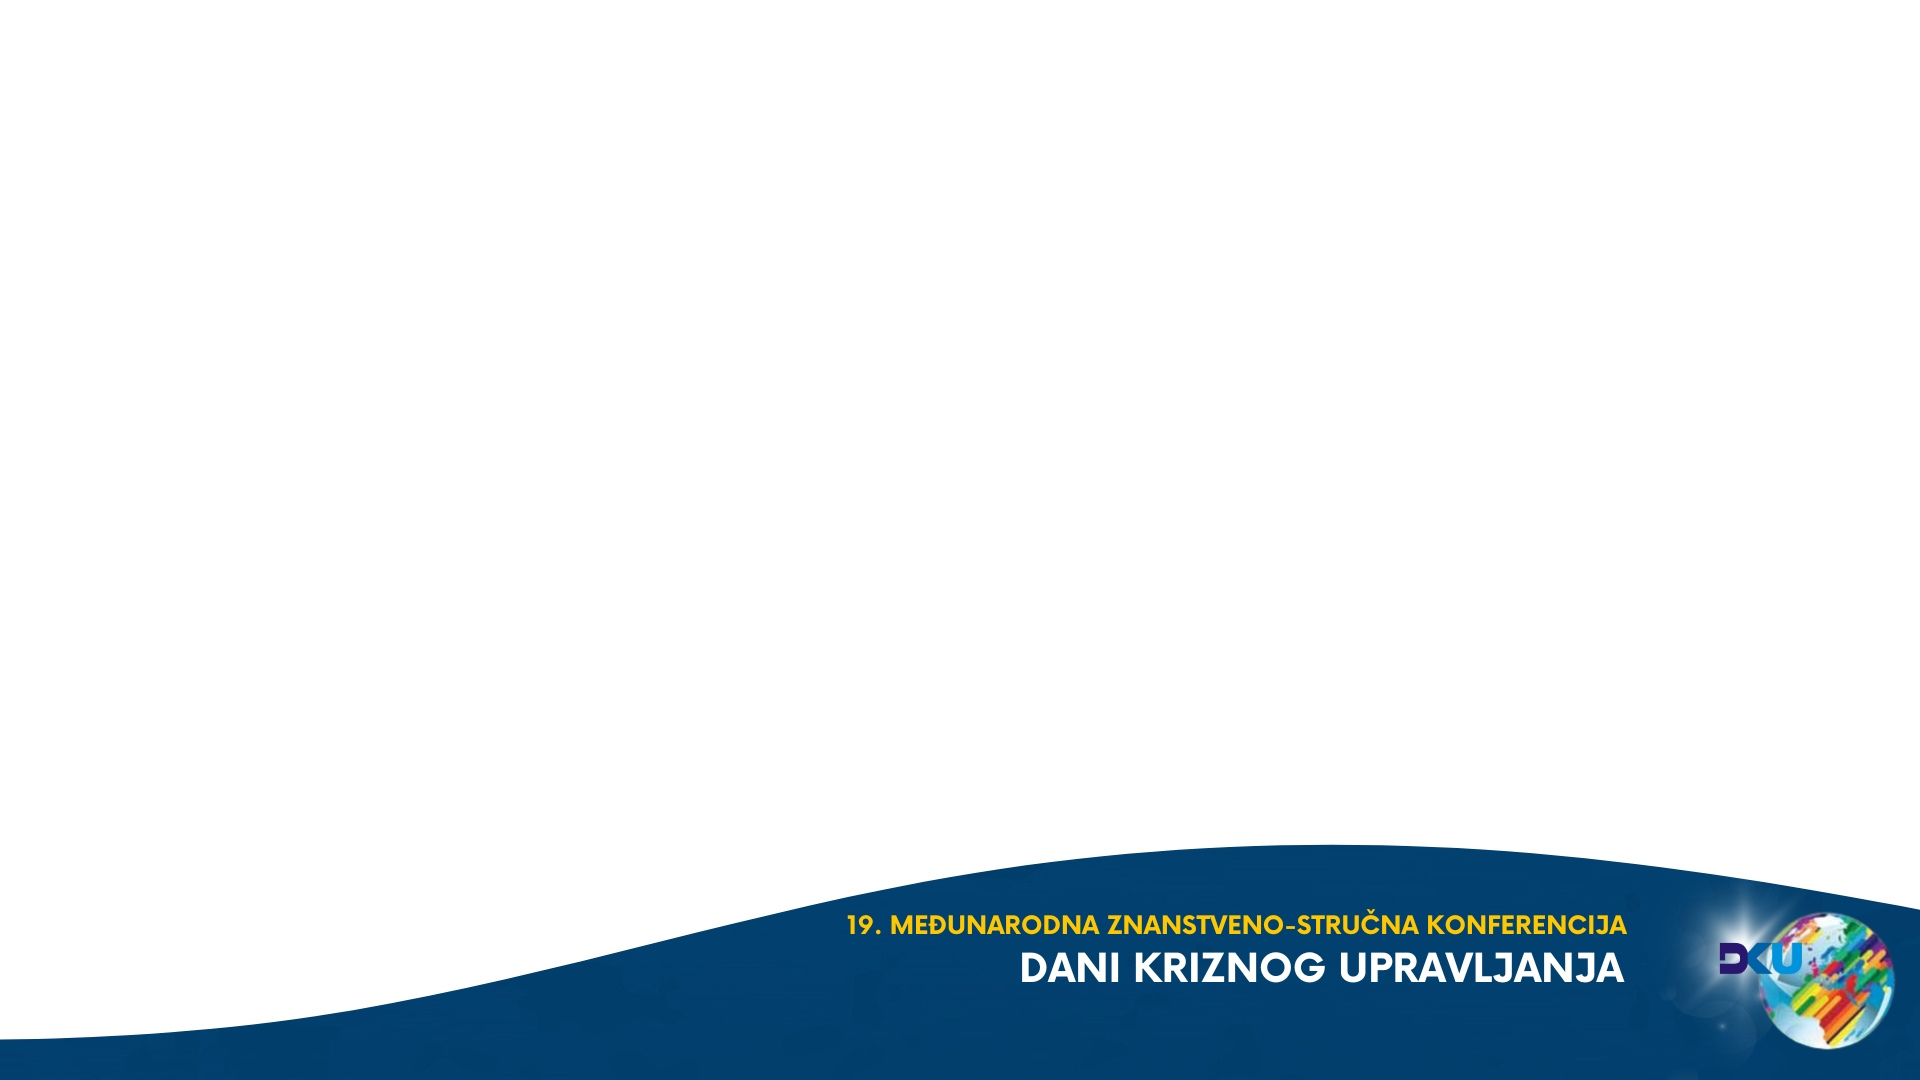 19. MEĐUNARODNA ZNANSTVENO-STRUČNA KONFERENCIJA
DANI KRIZNOG UPRAVLJANJA
DKU